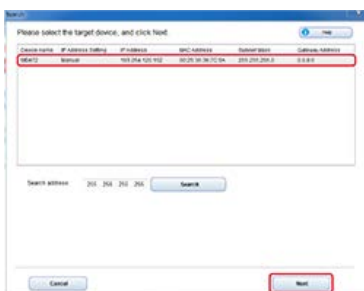 Search
Please select the target device, and click Next.
Help
Device name IP Address Setting IP Address MAC Address Subnet Mask Gateway Address
Manual 255.255.255.0 0.0.0.0
Search address 255 255 255 255 Search
Cancel Next